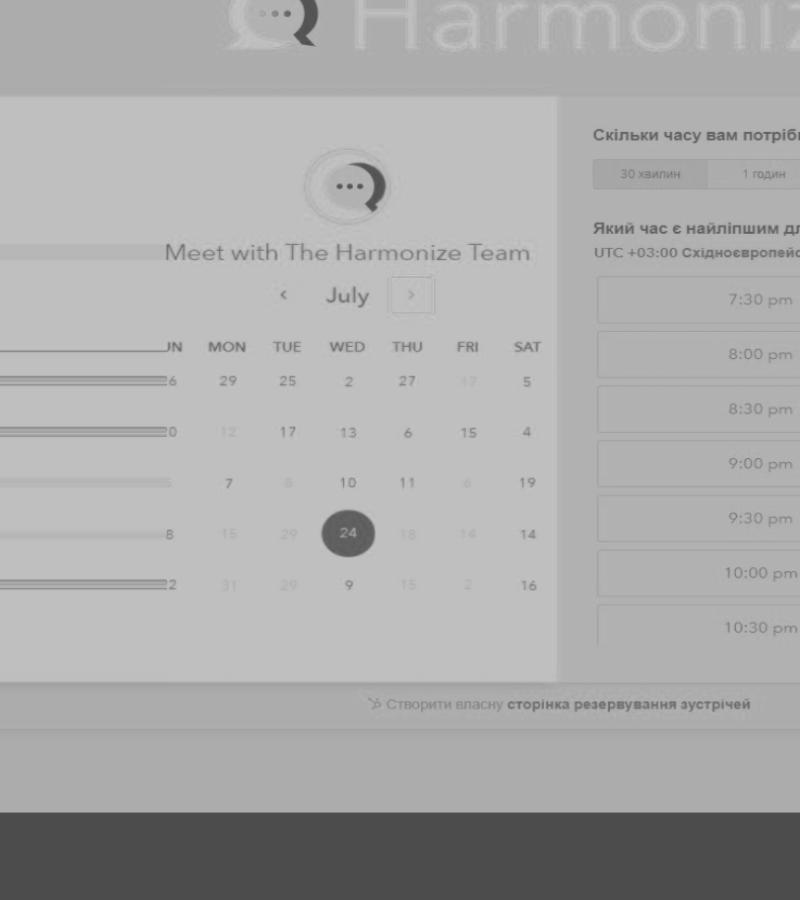 Harmoniz
Meet with The Harmonize Team
‹ July ›
UN MON TUE WED THU FRI SAT
6 29 25 2 27 17 5
0 12 17 13 6 15 4
7 8 10 11 6 19
8 15 29 24 18 14 14
2 31 29 9 15 2 16
Скільки часу вам потріб
30 хвилин 1 годин
Який час є найліпшим д
UTC +03:00 Східноєвропей
7:30 pm
8:00 pm
8:30 pm
9:00 pm
9:30 pm
10:00 pm
10:30 pm
Створити власну сторінка резервування зустрічей